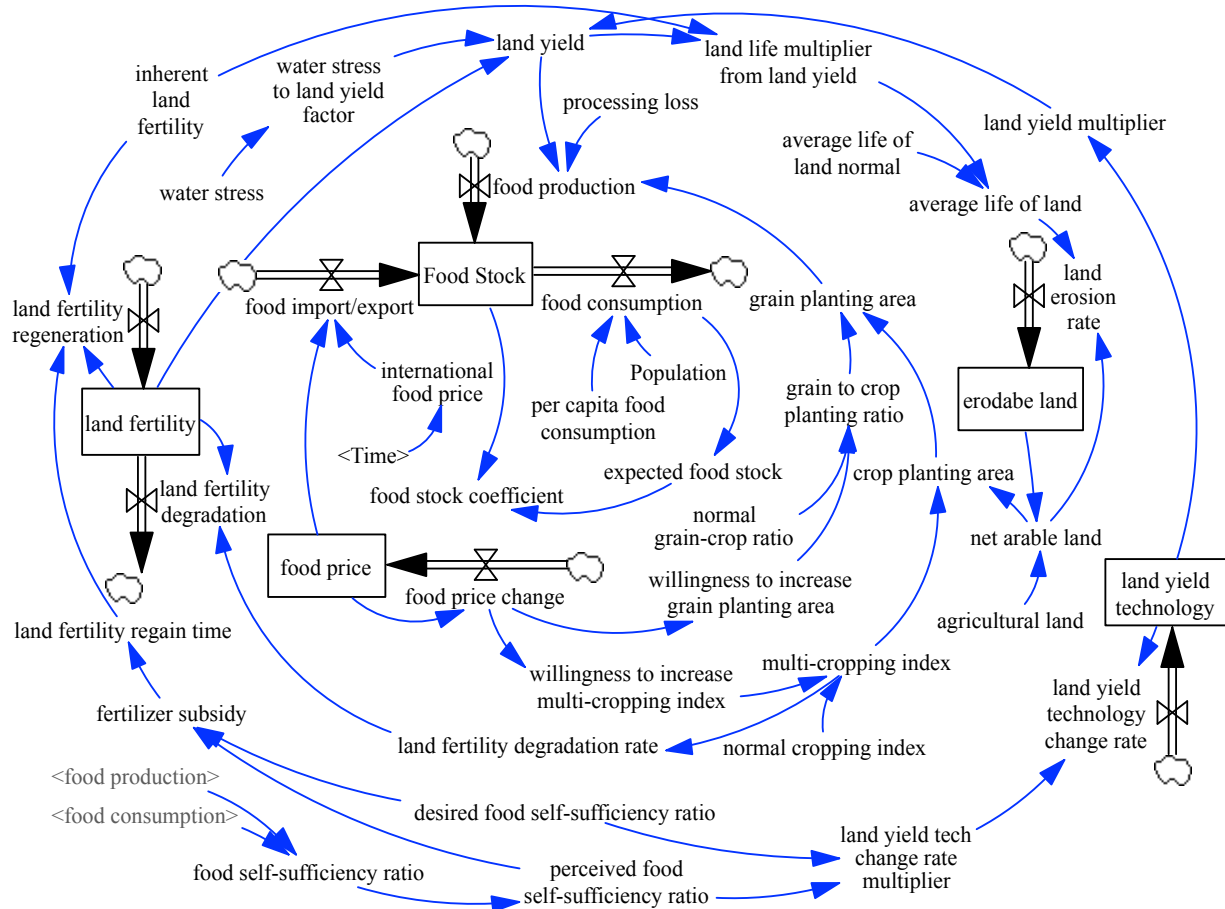 land yield
land life multiplier
from land yield
inherent
land
fertility
water stress
to land yield
factor
processing loss
land yield multiplier
average life of
land normal
water stress
food production
average life of land
Food Stock
land
erosion
rate
land fertility
regeneration
food import/export
food consumption
grain planting area
international
food price
Population
grain to crop
planting ratio
erodabe land
land fertility
per capita food
consumption
<Time>
expected food stock
crop planting area
land fertility
degradation
food stock coefficient
normal
grain-crop ratio
net arable land
food price
food price change
willingness to increase
grain planting area
land yield
technology
land fertility regain time
agricultural land
willingness to increase
multi-cropping index
multi-cropping index
land yield
technology
change rate
fertilizer subsidy
land fertility degradation rate
normal cropping index
<food production>
<food consumption>
desired food self-sufficiency ratio
land yield tech
change rate
multiplier
food self-sufficiency ratio
perceived food
self-sufficiency ratio